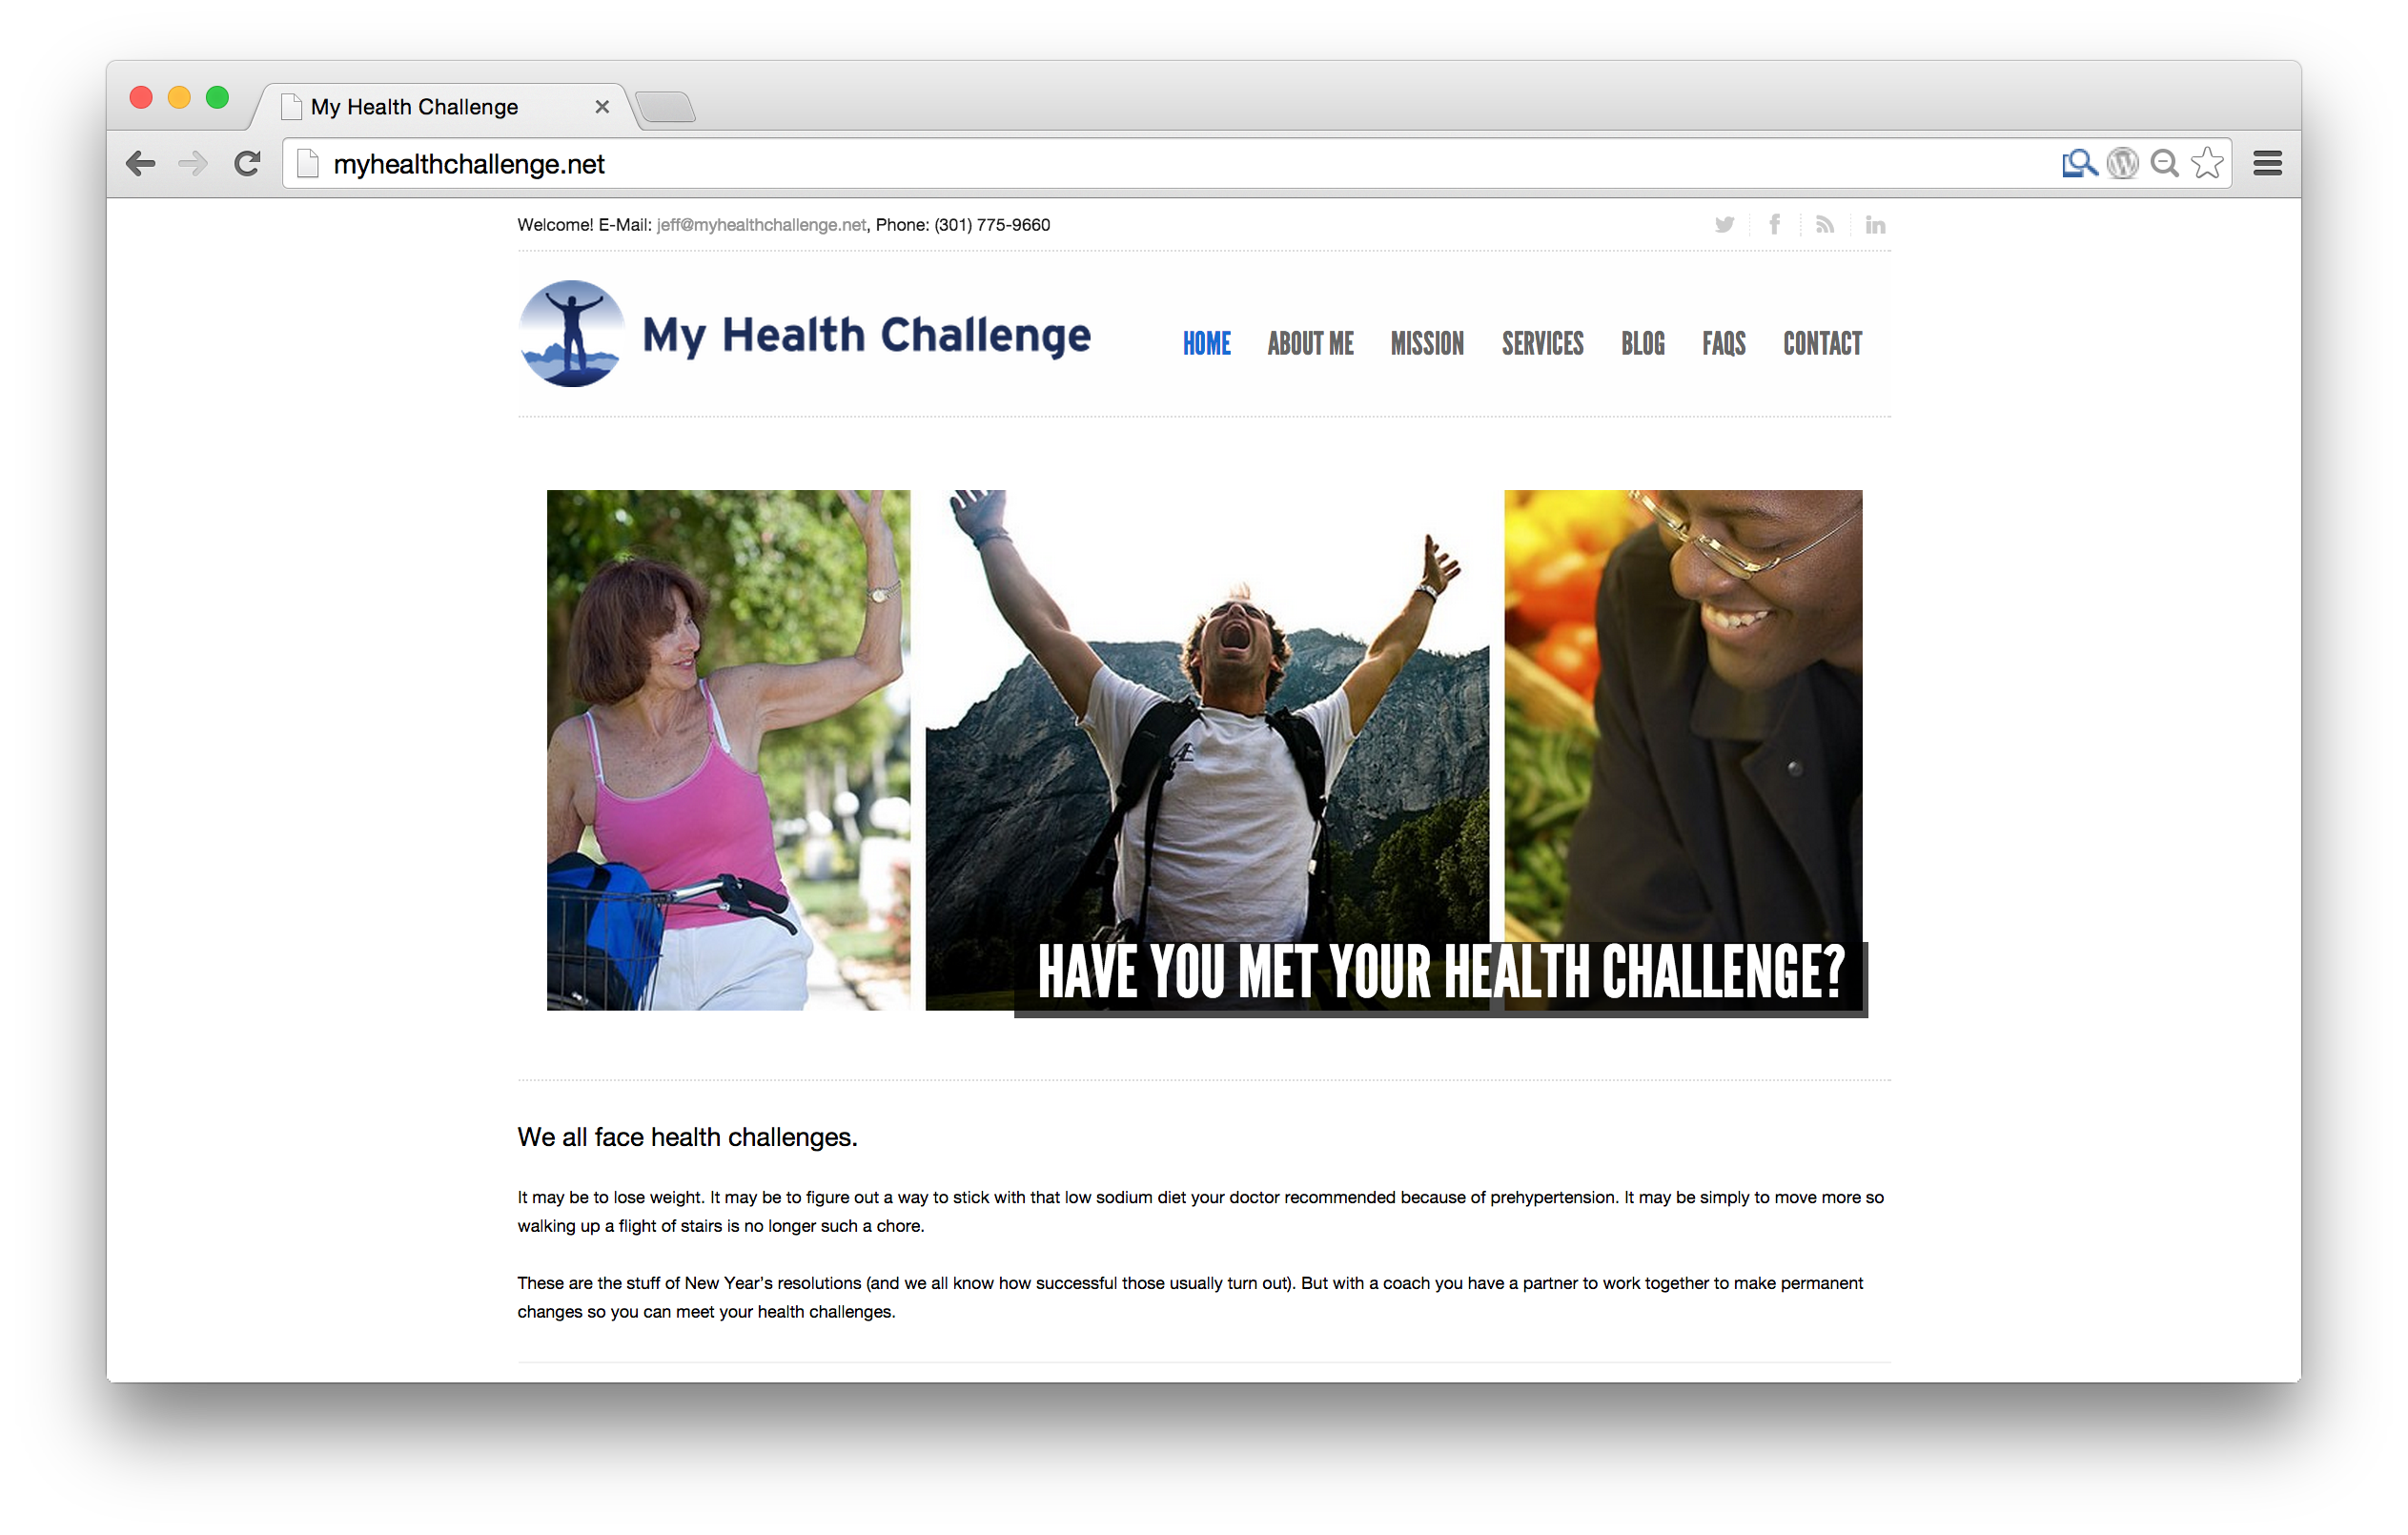 My Health Challenge
myhealthchallenge.net
Welcome! E-Mail: jeff@myhealthchallenge.net, Phone: (301) 775-9660
My Health Challenge
HOME ABOUT ME MISSION SERVICES BLOG FAQS CONTACT
HAVE YOU MET YOUR HEALTH CHALLENGE?
We all face health challenges.
It may be to lose weight. It may be to figure out a way to stick with that low sodium diet your doctor recommended because of prehypertension. It may be simply to move more so
walking up a flight of stairs is no longer such a chore.
These are the stuff of New Year's resolutions (and we all know how successful those usually turn out). But with a coach you have a partner to work together to make permanent
changes so you can meet your health challenges.